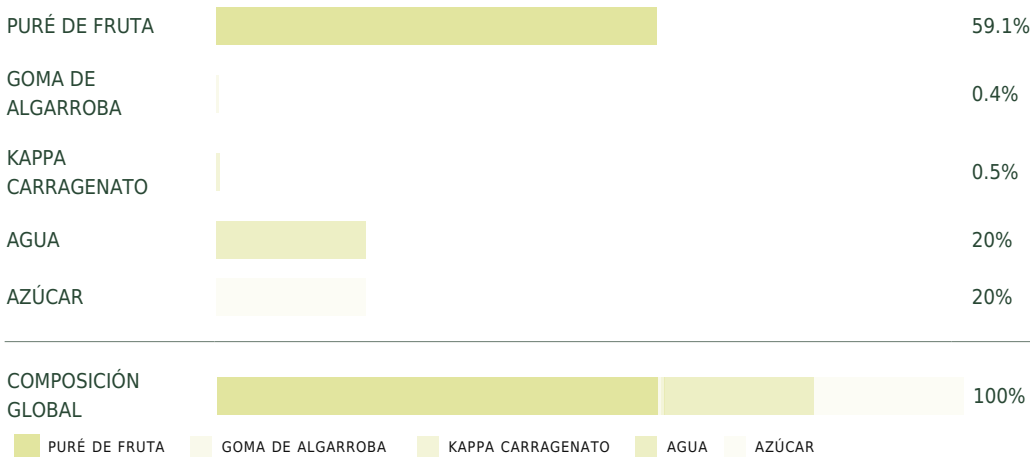 PURÉ DE FRUTA 59.1%
GOMA DE
ALGARROBA 0.4%
KAPPA
CARRAGENATO 0.5%
AGUA 20%
AZÚCAR 20%
COMPOSICIÓN
GLOBAL 100%
PURÉ DE FRUTA GOMA DE ALGARROBA KAPPA CARRAGENATO AGUA AZÚCAR